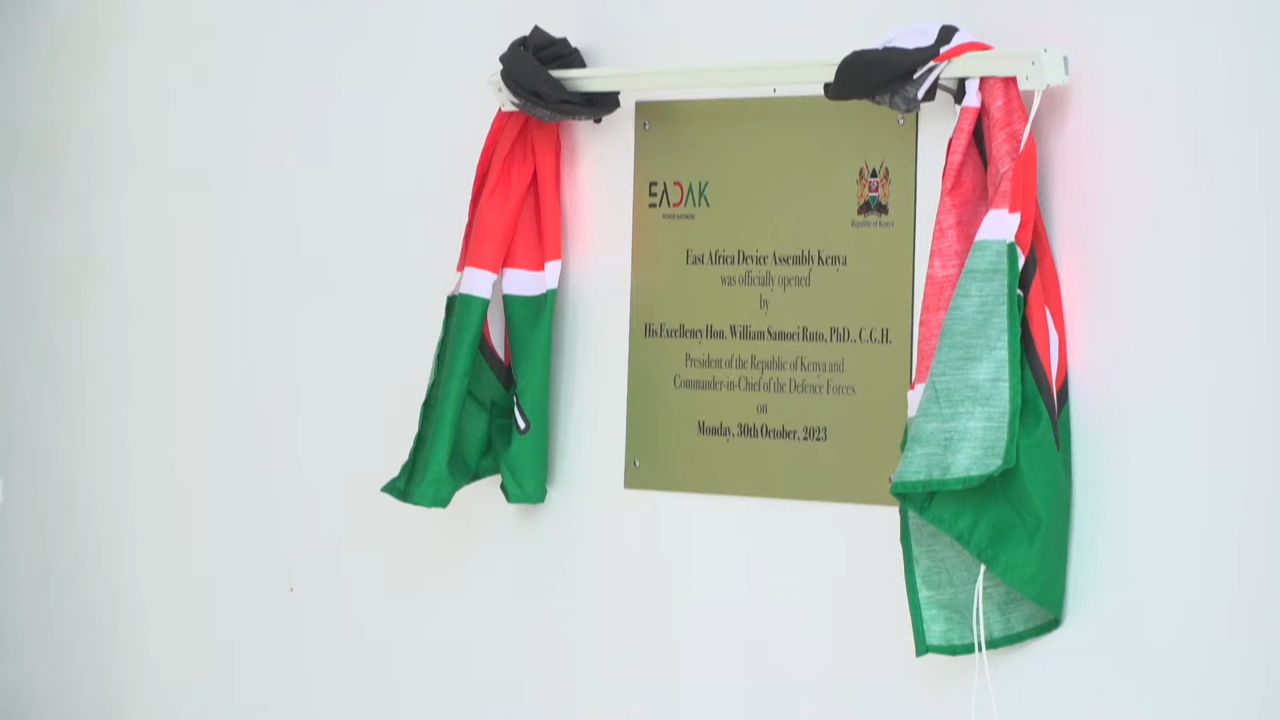 EADAK
Republic of Kenya
East Africa Device Assembly Kenya
was officially opened
by
His Excellency Hon. William Samoei Ruto, PhD., C.G.H.
President of the Republic of Kenya and
Commander-in-Chief of the Defence Forces
on
Monday, 30th October, 2023